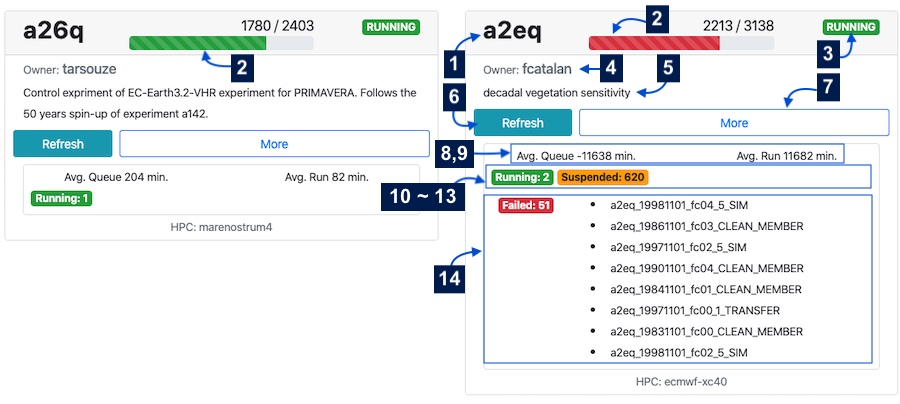 a26q
1780 / 2403
RUNNING
2
Owner: tarsouze
Control expriment of EC-Earth3.2-VHR experiment for PRIMAVERA. Follows the
50 years spin-up of experiment a142.
Refresh
More
Avg. Queue 204 min.
Avg. Run 82 min.
Running: 1
HPC: marenostrum4
a2eq
2
2213 / 3138
RUNNING
1
3
Owner: fcatalan
4
5
decadal vegetation sensitivity
6
7
Refresh
More
8,9
Avg. Queue -11638 min.
Avg. Run 11682 min.
10 ~ 13
Running: 2
Suspended: 620
14
Failed: 51
• a2eq_19981101_fc04_5_SIM
• a2eq_19861101_fc03_CLEAN_MEMBER
• a2eq_19971101_fc02_5_SIM
• a2eq_19901101_fc04_CLEAN_MEMBER
• a2eq_19841101_fc01_CLEAN_MEMBER
• a2eq_19971101_fc00_1_TRANSFER
• a2eq_19831101_fc00_CLEAN_MEMBER
• a2eq_19981101_fc02_5_SIM
HPC: ecmwf-xc40